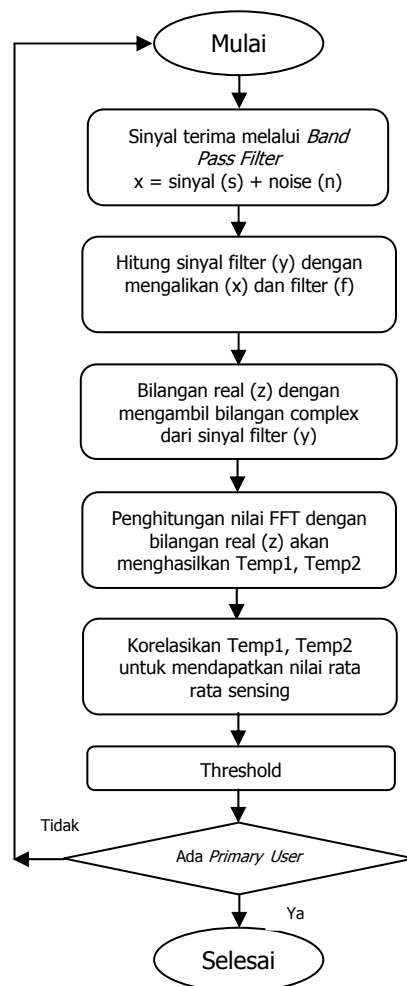 Mulai
Sinyal terima melalui Band
Pass Filter
x = sinyal (s) + noise (n)
Hitung sinyal filter (y) dengan
mengalikan (x) dan filter (f)
Bilangan real (z) dengan
mengambil bilangan complex
dari sinyal filter (y)
Penghitungan nilai FFT dengan
bilangan real (z) akan
menghasilkan Temp1, Temp2
Korelasikan Temp1, Temp2
untuk mendapatkan nilai rata
rata sensing
Threshold
Tidak
Ada Primary User
Ya
Selesai